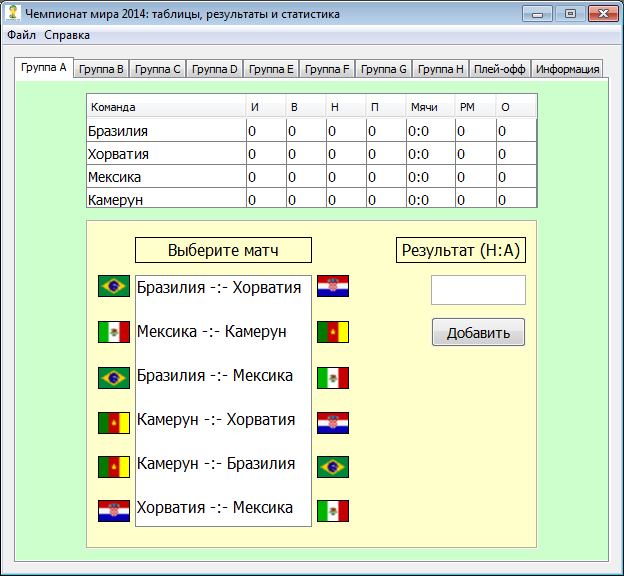 Чемпионат мира 2014: таблицы, результаты и статистика
Файл Справка
Группа A Группа B Группа C Группа D Группа E Группа F Группа G Группа H Плей-офф Информация
Команда И В Н П Мячи РМ О
Бразилия 0 0 0 0 0:0 0 0
Хорватия 0 0 0 0 0:0 0 0
Мексика 0 0 0 0 0:0 0 0
Камерун 0 0 0 0 0:0 0 0
Выберите матч Результат (H:A)
Бразилия -:- Хорватия
Мексика -:- Камерун Добавить
Бразилия -:- Мексика
Камерун -:- Хорватия
Камерун -:- Бразилия
Хорватия -:- Мексика